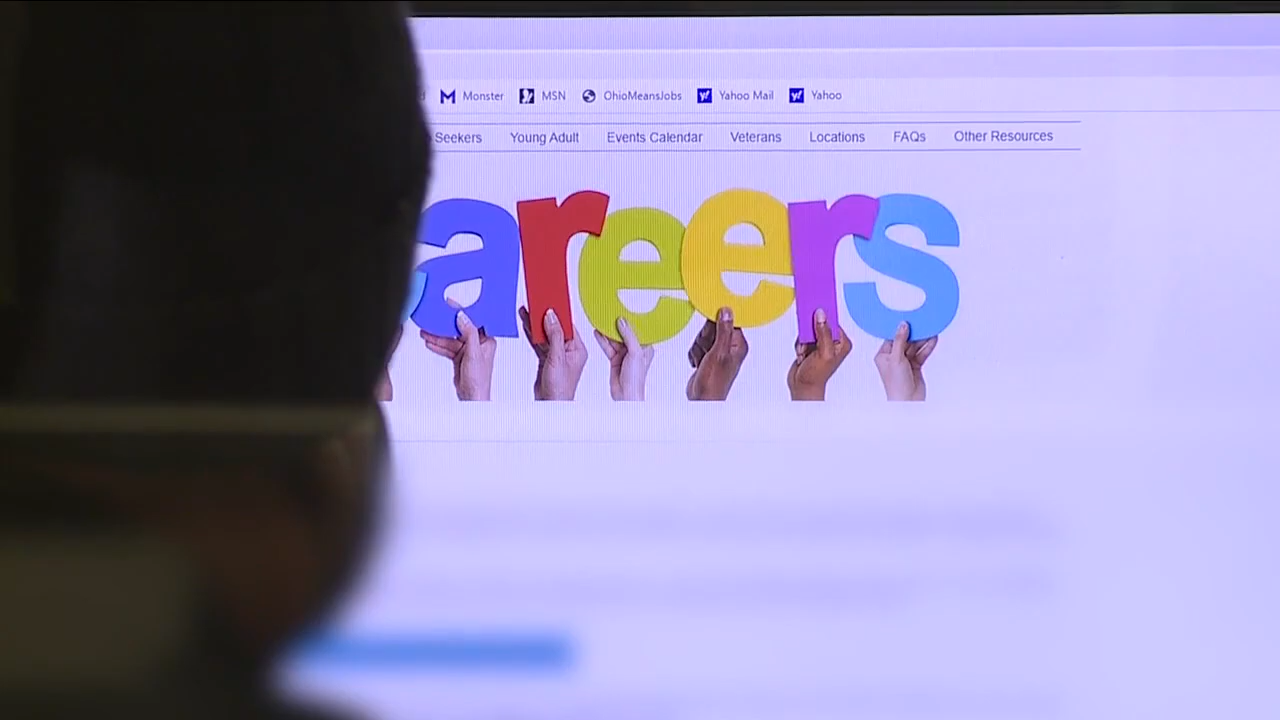 Monster MSN OhioMeansJobs Yahoo Mail Yahoo
Seekers Young Adult Events Calendar Veterans Locations FAQs Other Resources
areers